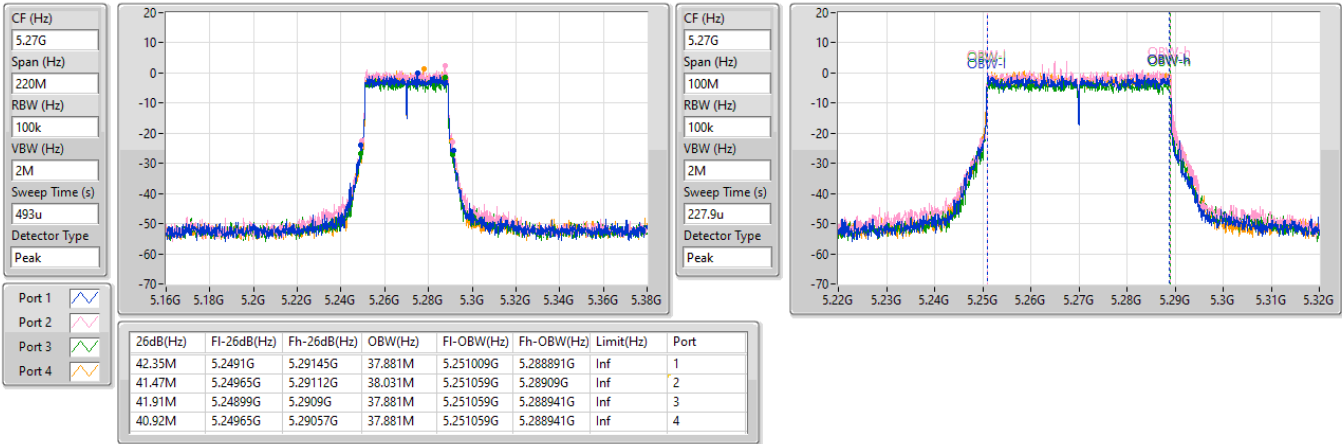 CF (Hz)
5.27G
Span (Hz)
220M
RBW (Hz)
100k
VBW (Hz)
2M
Sweep Time (s)
493u
Detector Type
Peak
20
10
0
-10
-20
-30
-40
-50
-60
-70
5.16G 5.18G 5.2G 5.22G 5.24G 5.26G 5.28G 5.3G 5.32G 5.34G 5.36G 5.38G
CF (Hz)
5.27G
Span (Hz)
100M
RBW (Hz)
100k
VBW (Hz)
2M
Sweep Time (s)
227.9u
Detector Type
Peak
20
10
0
-10
-20
-30
-40
-50
-60
-70
OBW-l OBW-h
5.22G 5.23G 5.24G 5.25G 5.26G 5.27G 5.28G 5.29G 5.3G 5.31G 5.32G
Port 1
Port 2
Port 3
Port 4
26dB(Hz) Fl-26dB(Hz) Fh-26dB(Hz) OBW(Hz) Fl-OBW(Hz) Fh-OBW(Hz) Limit(Hz) Port
42.35M 5.2491G 5.29145G 37.881M 5.251009G 5.288891G Inf 1
41.47M 5.24965G 5.29112G 38.031M 5.251059G 5.28909G Inf 2
41.91M 5.24899G 5.2909G 37.881M 5.251059G 5.288941G Inf 3
40.92M 5.24965G 5.29057G 37.881M 5.251059G 5.288941G Inf 4